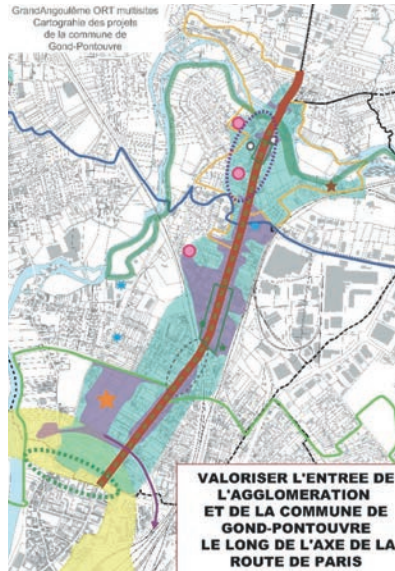 GrandAngoulême ORT multisites
Cartograhie des projets
de la commune de
Gond-Pontouvre
VALORISER L'ENTREE DE
L'AGGLOMERATION
ET DE LA COMMUNE DE
GOND-PONTOUVRE
LE LONG DE L'AXE DE LA
ROUTE DE PARIS